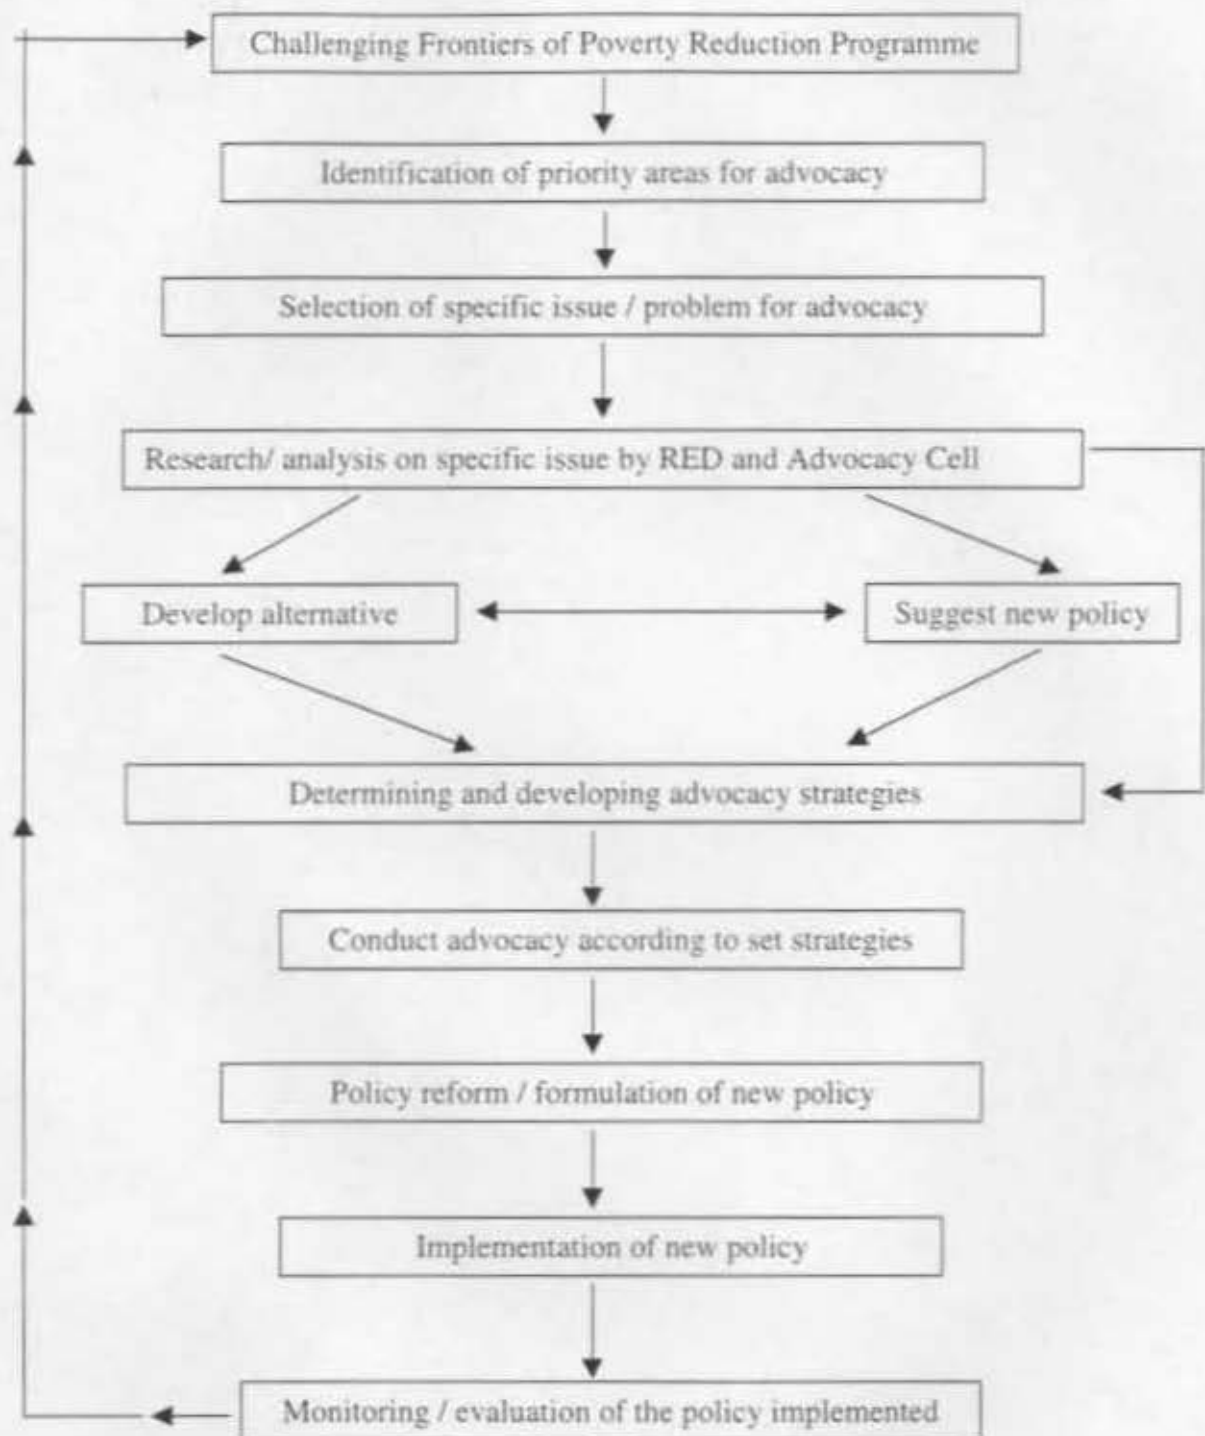 Challenging Frontiers of Poverty Reduction Programme
Identification of priority areas for advocacy
Selection of specific issue / problem for advocacy
Research/ analysis on specific issue by RED and Advocacy Cell
Develop alternative
Suggest new policy
Determining and developing advocacy strategies
Conduct advocacy according to set strategies
Policy reform / formulation of new policy
Implementation of new policy
Monitoring / evaluation of the policy implemented